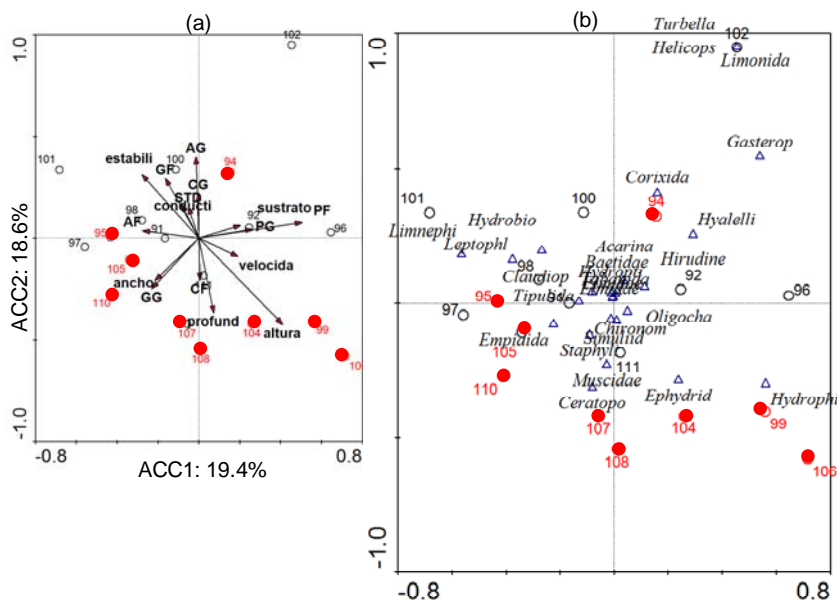 (a)
1.0
102
101
estabili
100
AG
94
GF
CG
STD
conducti
98
AF
91
92
sustrato
PF
PG
96
95
97
105
velocida
ancho
110
GG
CF
107
profund
104
altura
99
108
-1.0
-0.8
0.8
ACC2: 18.6%
ACC1: 19.4%
(b)
1.0
Turbella
102
Helicops
Limonida
Gasterop
Corixida
94
101
100
Limnephi
Hydrobio
Hyalelli
Leptophl
Acarina
Baetidae
Hirudine
98
Claudiop
Hydropti
92
96
95
Tipulida
97
Oligocha
Chironom
Empidida
105
Simuliid
Staphyli
111
110
Muscidae
Ceratopo
Ephydrid
Hydrophi
107
104
99
108
106
-1.0
-0.8
0.8